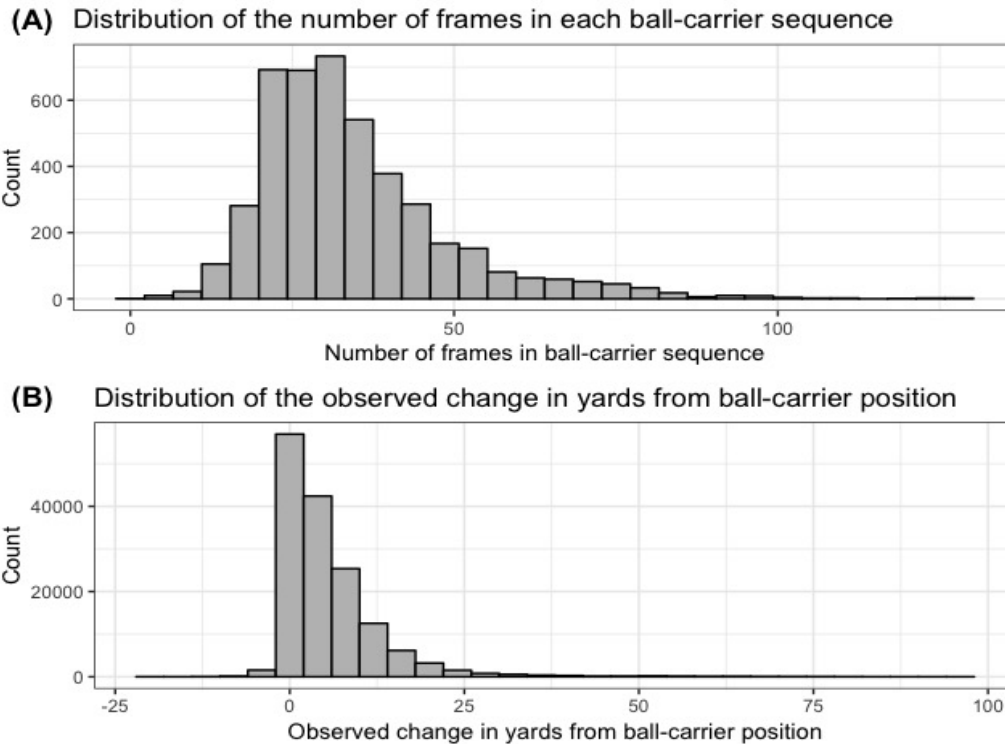 (A) Distribution of the number of frames in each ball-carrier sequence
600
400
200
0
Count
0 50 100
Number of frames in ball-carrier sequence
(B) Distribution of the observed change in yards from ball-carrier position
40000
20000
0
Count
-25 0 25 50 75 100
Observed change in yards from ball-carrier position